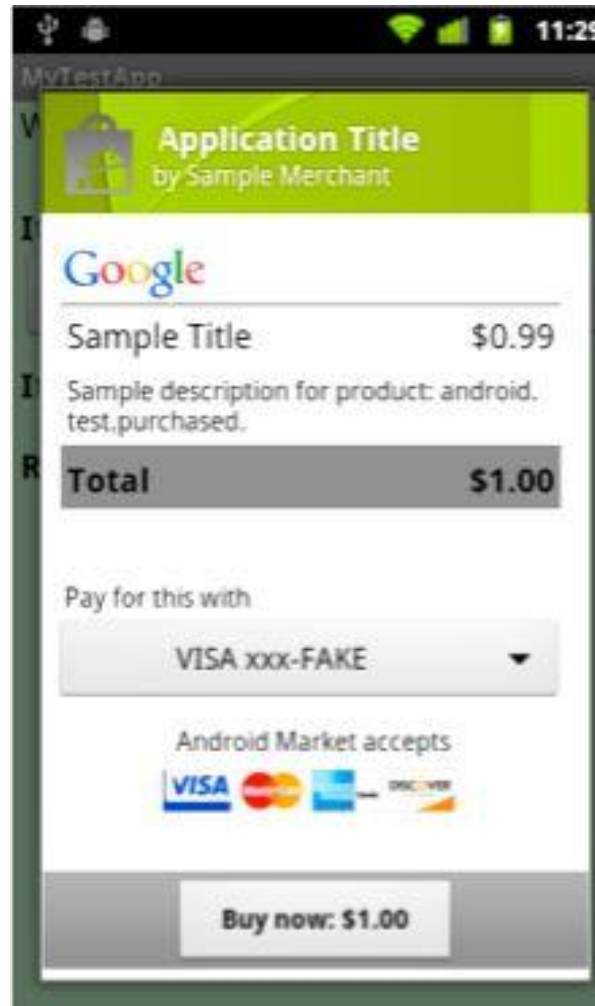 11:29
MyTestApp
Application Title
by Sample Merchant
Google
Sample Title $0.99
Sample description for product: android.
test.purchased.
Total $1.00
Pay for this with
VISA xxx-FAKE
Android Market accepts
VISA MasterCard DISCOVER
Buy now: $1.00